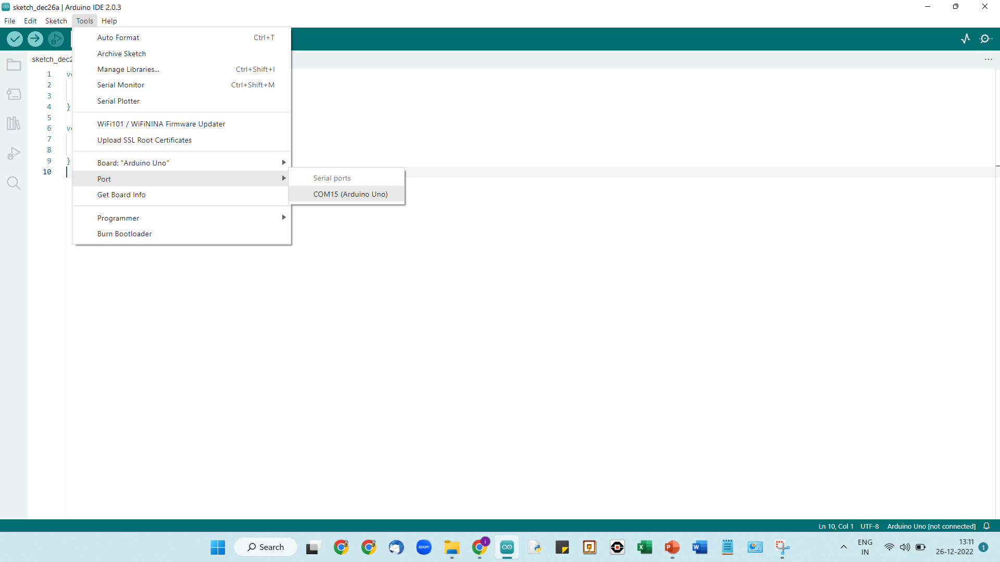 sketch_dec26a | Arduino IDE 2.0.3
File Edit Sketch Tools Help
Auto Format Ctrl+T
Archive Sketch
sketch_dec2
Manage Libraries... Ctrl+Shift+I
1 v
2 Serial Monitor Ctrl+Shift+M
3
Serial Plotter
4 }
5
6 v
WiFi101 / WiFiNINA Firmware Updater
7
Upload SSL Root Certificates
8
9 }
Board: "Arduino Uno"
10
Port Serial ports
Get Board Info COM15 (Arduino Uno)
Programmer
Burn Bootloader
Ln 10, Col 1 UTF-8 Arduino Uno [not connected]
Search zoom ENG 13:11
IN 26-12-2022 1